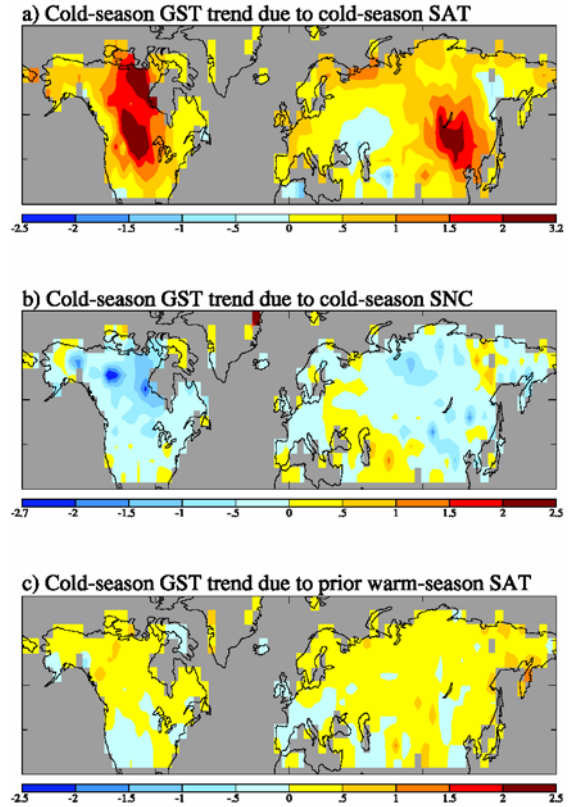 a) Cold-season GST trend due to cold-season SAT
-2.5 -2 -1.5 -1 -.5 0 .5 1 1.5 2 3.2
b) Cold-season GST trend due to cold-season SNC
-2.7 -2 -1.5 -1 -.5 0 .5 1 1.5 2 2.5
c) Cold-season GST trend due to prior warm-season SAT
-2.5 -2 -1.5 -1 -.5 0 .5 1 1.5 2 2.5